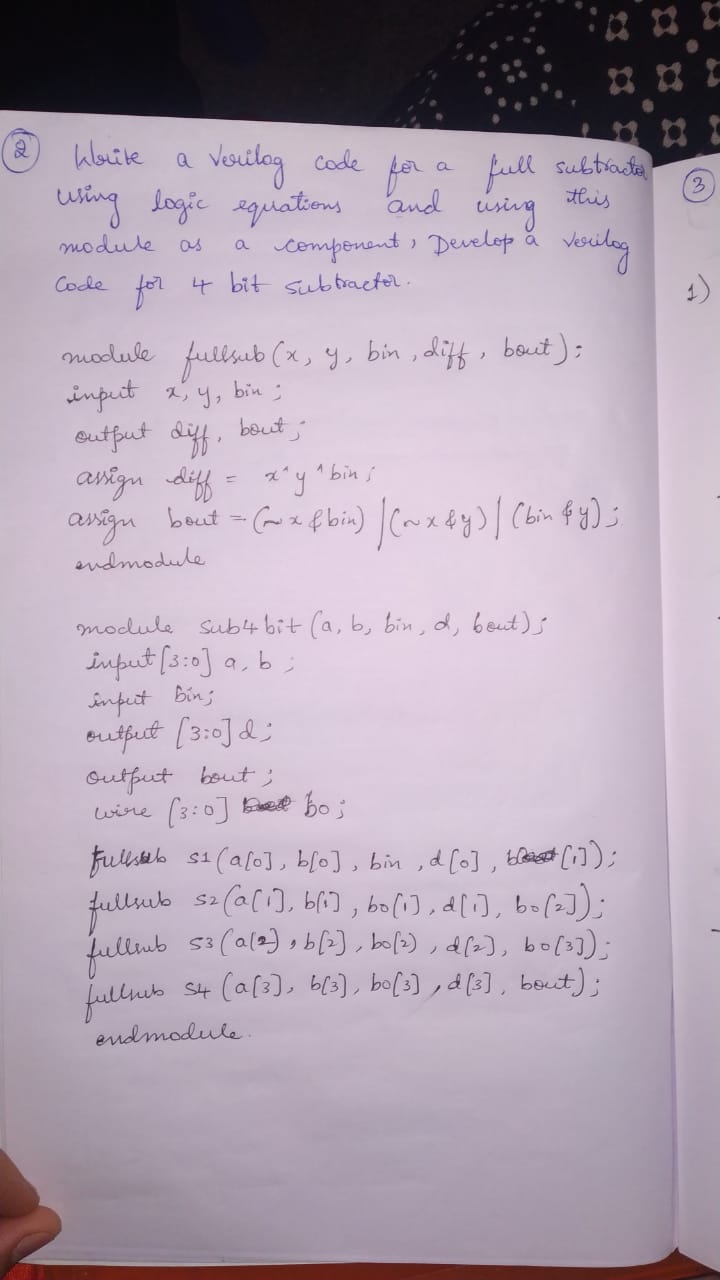 2 Write a Verilog code for a full subtractor
using logic equations and using this
module as a component, Develop a Verilog
Code for 4 bit subtractor.
module fullsub (x, y, bin, diff, bout);
input x, y, bin;
output diff, bout;
assign diff = x^y^bin;
assign bout = (~x&bin) | (~x&y) | (bin&y);
endmodule
module sub4bit (a, b, bin, d, bout);
input [3:0] a, b;
input bin;
output [3:0] d;
output bout;
wire [3:0] bo;
fullsub s1 (a[0], b[0], bin, d[0], bo[1]);
fullsub s2 (a[1], b[1], bo[1], d[1], bo[2]);
fullsub s3 (a[2], b[2], bo[2], d[2], bo[3]);
fullsub s4 (a[3], b[3], bo[3], d[3], bout);
endmodule.
3
1)